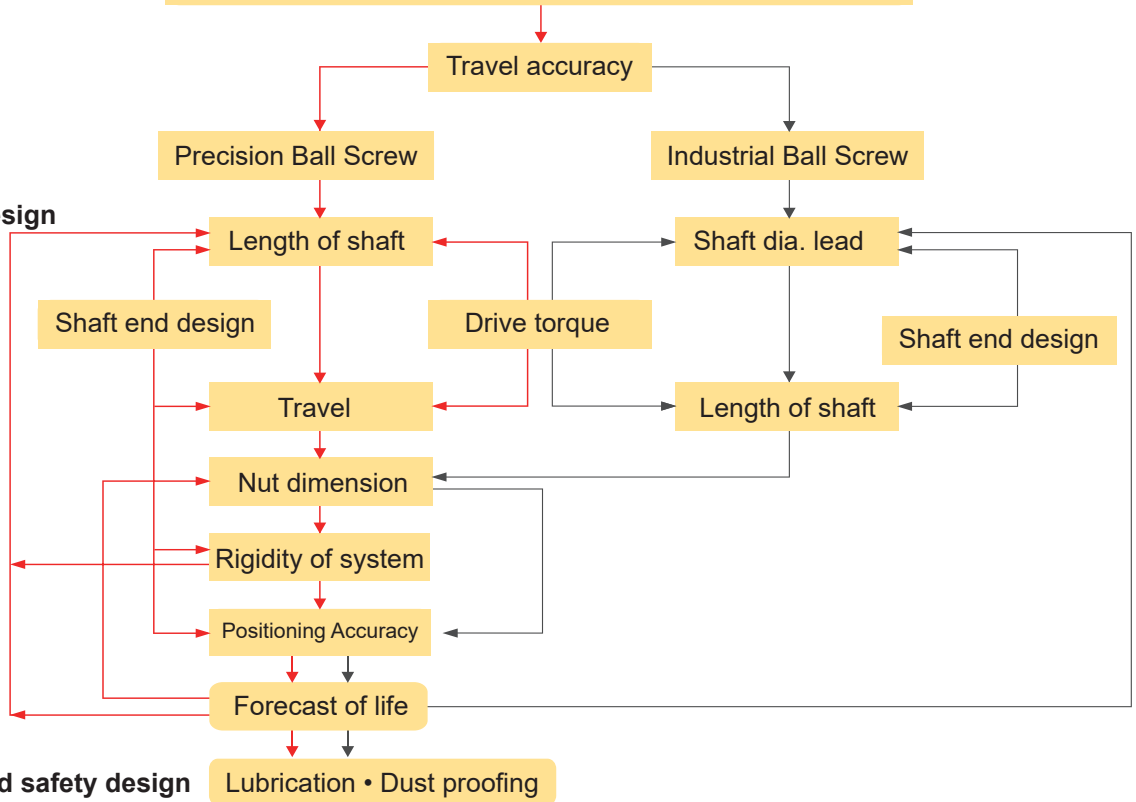 Travel accuracy
Precision Ball Screw
Industrial Ball Screw
sign
Length of shaft
Shaft dia. lead
Shaft end design
Drive torque
Shaft end design
Travel
Length of shaft
Nut dimension
Rigidity of system
Positioning Accuracy
Forecast of life
d safety design
Lubrication • Dust proofing